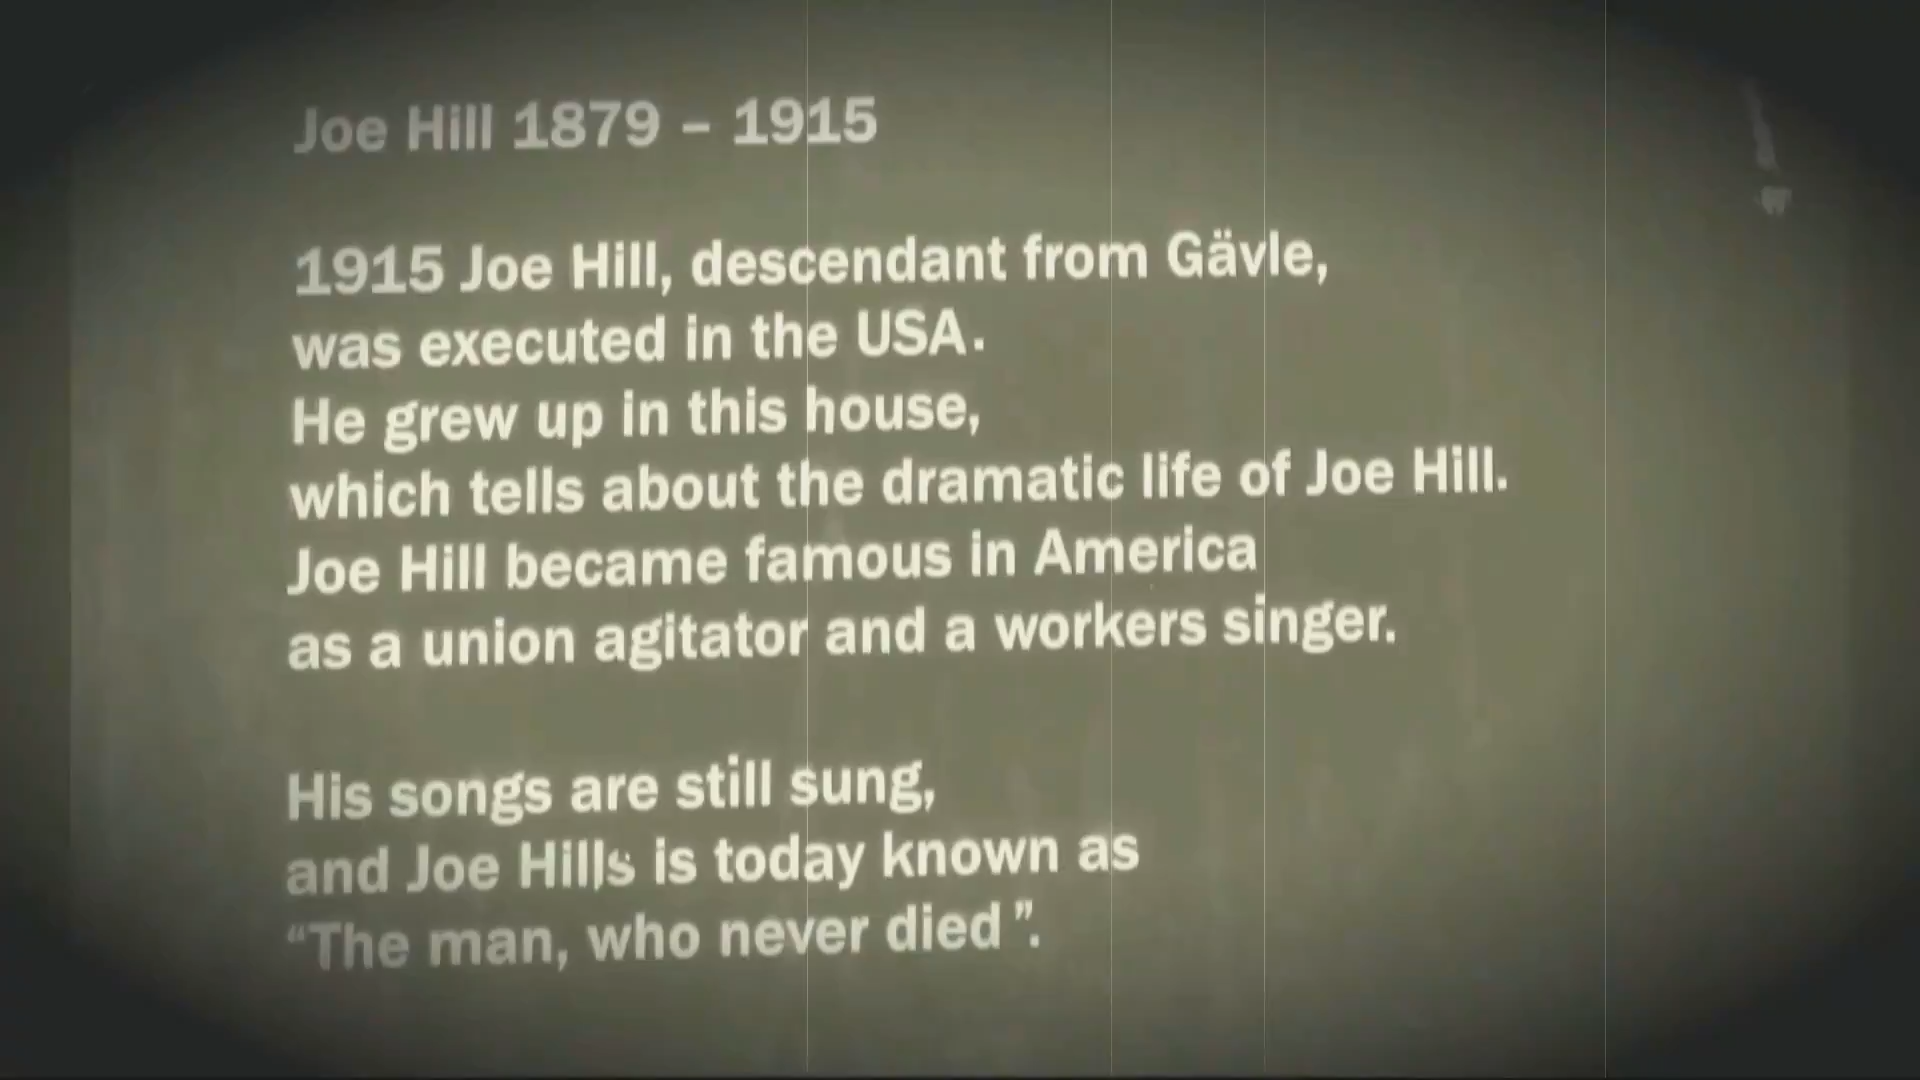 Joe Hill 1879 – 1915
1915 Joe Hill, descendant from Gävle,
was executed in the USA.
He grew up in this house,
which tells about the dramatic life of Joe Hill.
Joe Hill became famous in America
as a union agitator and a workers singer.
His songs are still sung,
and Joe Hills is today known as
“The man, who never died ”.